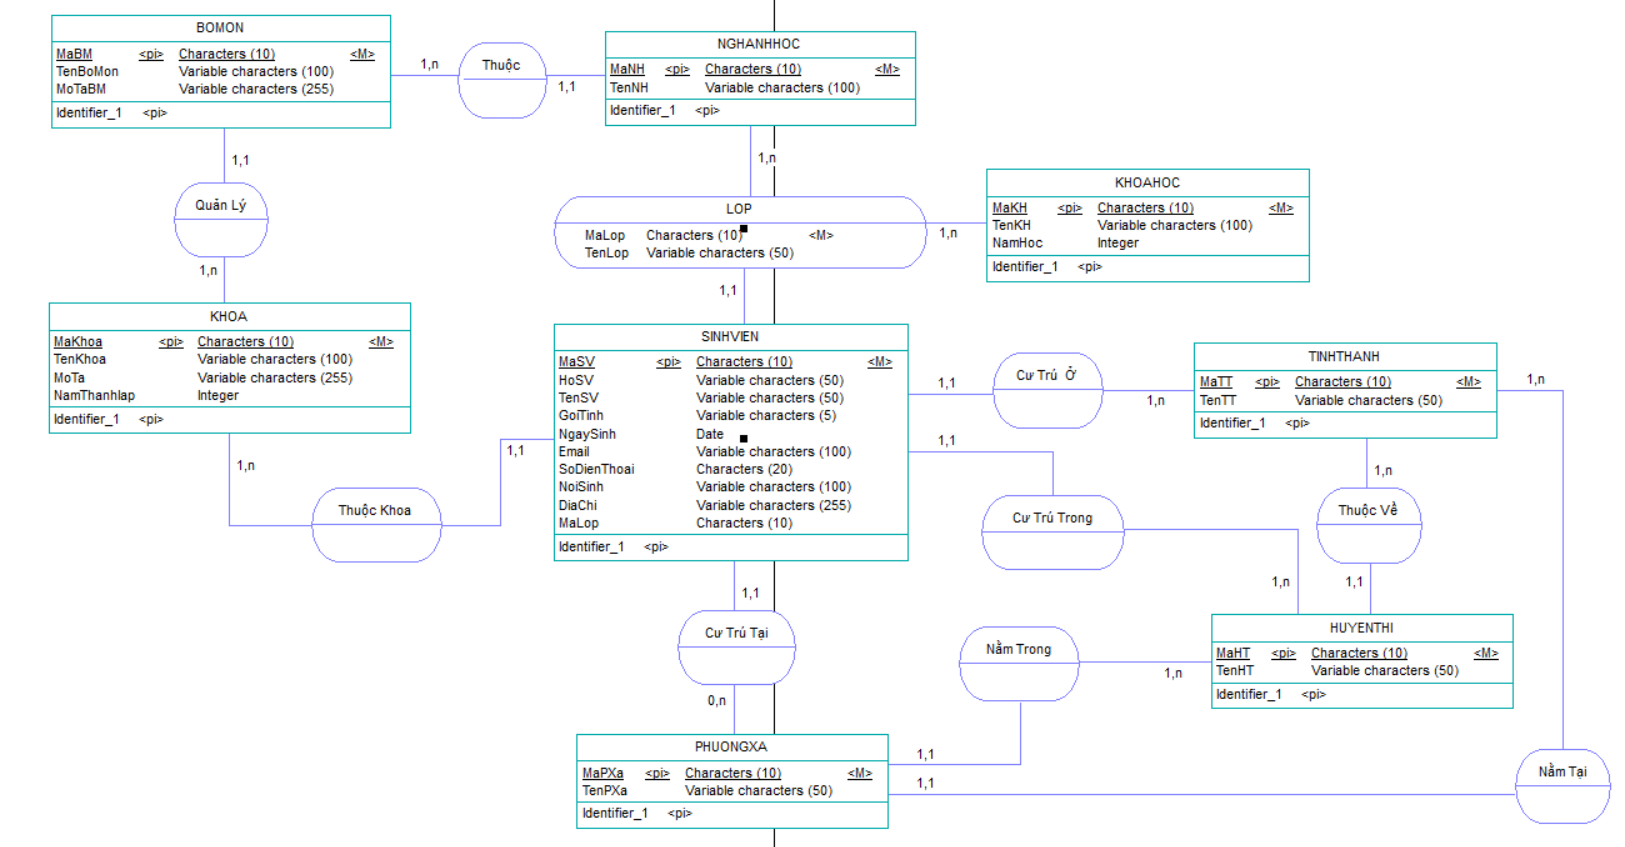 BOMON
MaBM <pi> Characters (10) <M>
TenBoMon Variable characters (100)
MoTaBM Variable characters (255)
Identifier_1 <pi>
1,n
Thuộc
1,1
NGHANHHOC
MaNH <pi> Characters (10) <M>
TenNH Variable characters (100)
Identifier_1 <pi>
1,1
Quản Lý
1,n
1,n
LOP
MaLop Characters (10) <M>
TenLop Variable characters (50)
1,n
KHOAHOC
MaKH <pi> Characters (10) <M>
TenKH Variable characters (100)
NamHoc Integer
Identifier_1 <pi>
1,1
KHOA
MaKhoa <pi> Characters (10) <M>
TenKhoa Variable characters (100)
MoTa Variable characters (255)
NamThanhlap Integer
Identifier_1 <pi>
1,n
Thuộc Khoa
1,1
SINHVIEN
MaSV <pi> Characters (10) <M>
HoSV Variable characters (50)
TenSV Variable characters (50)
GoiTinh Variable characters (5)
NgaySinh Date
Email Variable characters (100)
SoDienThoai Characters (20)
NoiSinh Variable characters (100)
DiaChi Variable characters (255)
MaLop Characters (10)
Identifier_1 <pi>
1,1
Cư Trú Ở
1,n
TINHTHANH
MaTT <pi> Characters (10) <M>
TenTT Variable characters (50)
Identifier_1 <pi>
1,n
1,1
Cư Trú Trong
1,n
1,n
Thuộc Về
1,1
HUYENTHI
MaHT <pi> Characters (10) <M>
TenHT Variable characters (50)
Identifier_1 <pi>
1,1
Cư Trú Tại
0,n
Nằm Trong
1,n
PHUONGXA
MaPXa <pi> Characters (10) <M>
TenPXa Variable characters (50)
Identifier_1 <pi>
1,1
1,1
Nằm Tại